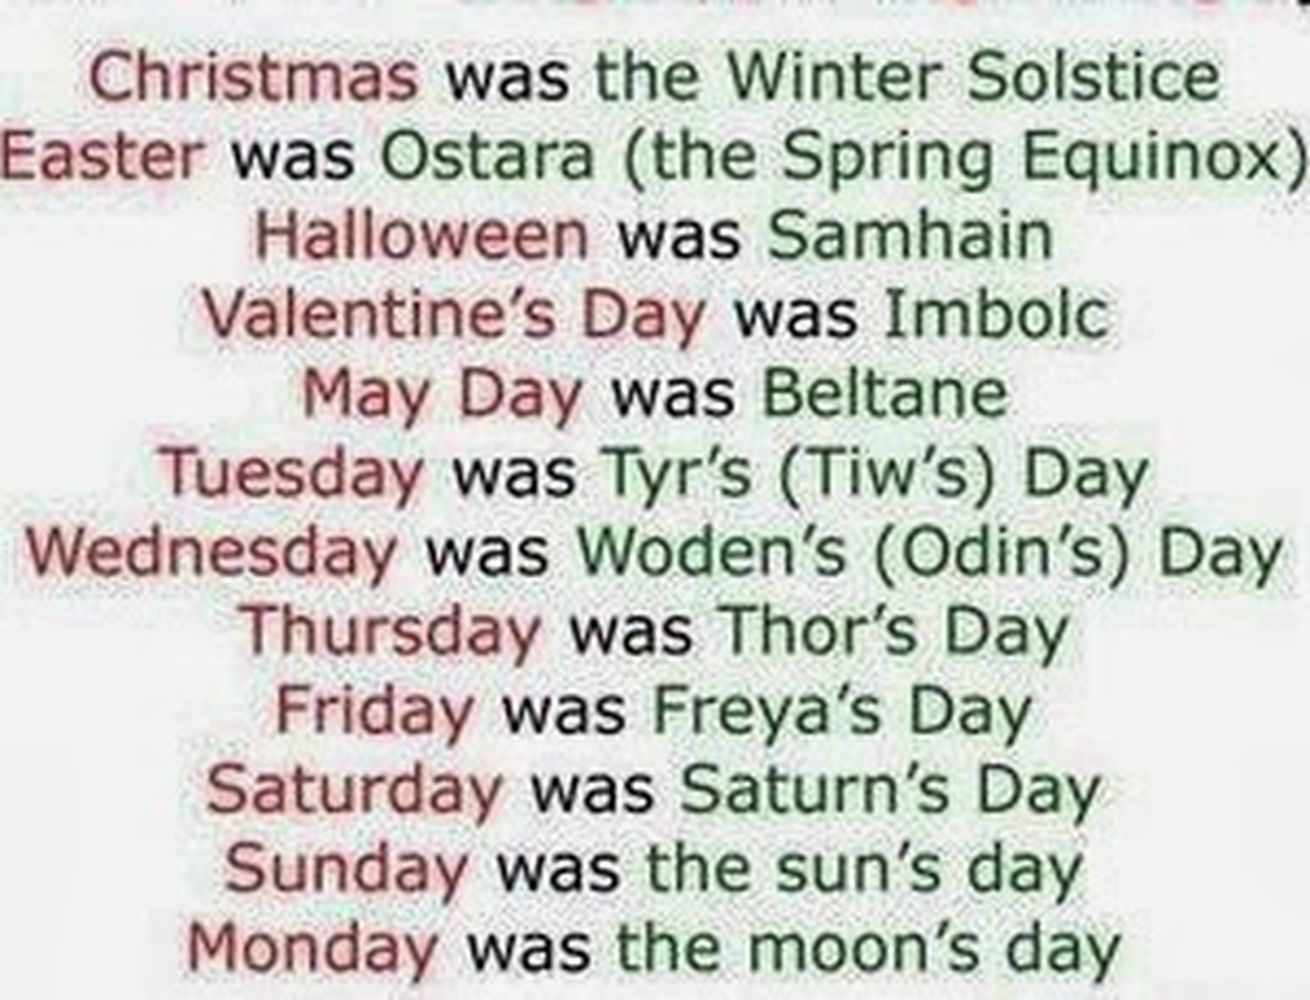 Christmas was the Winter Solstice
Easter was Ostara (the Spring Equinox)
Halloween was Samhain
Valentine’s Day was Imbolc
May Day was Beltane
Tuesday was Tyr’s (Tiw’s) Day
Wednesday was Woden’s (Odin’s) Day
Thursday was Thor’s Day
Friday was Freya’s Day
Saturday was Saturn’s Day
Sunday was the sun’s day
Monday was the moon’s day